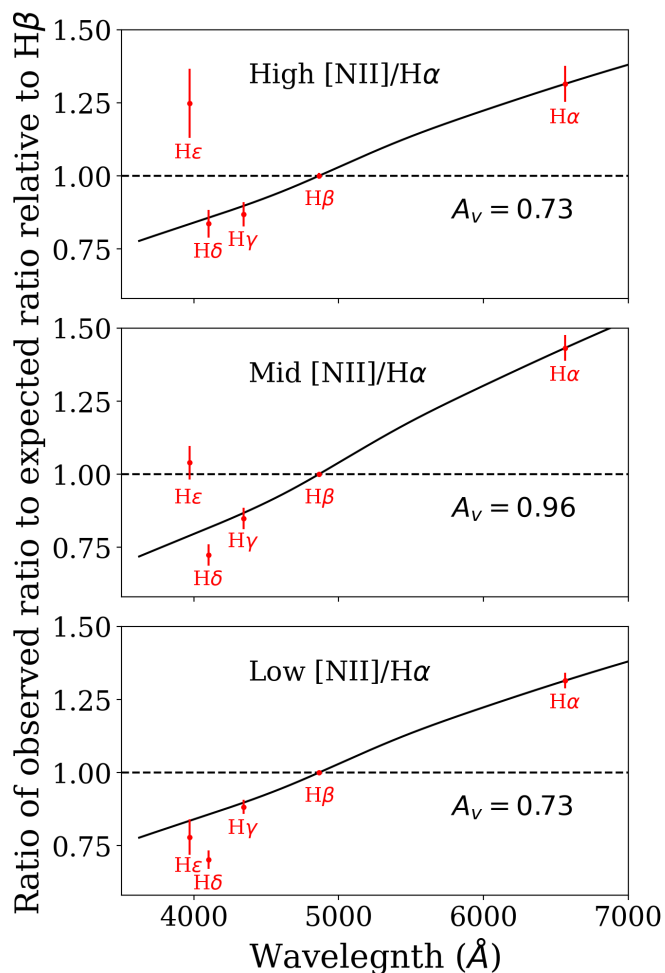 Ratio of observed ratio to expected ratio relative to Hβ
1.50
1.25
1.00
0.75
High [NII]/Hα
Hε
Hδ
Hγ
Hβ
Hα
A_v = 0.73
1.50
1.25
1.00
0.75
Mid [NII]/Hα
Hε
Hδ
Hγ
Hβ
Hα
A_v = 0.96
1.50
1.25
1.00
0.75
Low [NII]/Hα
Hε
Hδ
Hγ
Hβ
Hα
A_v = 0.73
4000 5000 6000 7000
Wavelegnth (Å)